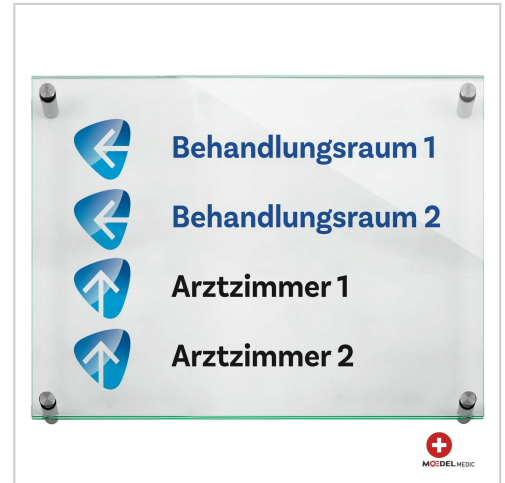 Behandlungsraum 1
Behandlungsraum 2
Arztzimmer 1
Arztzimmer 2
MOEDEL MEDIC